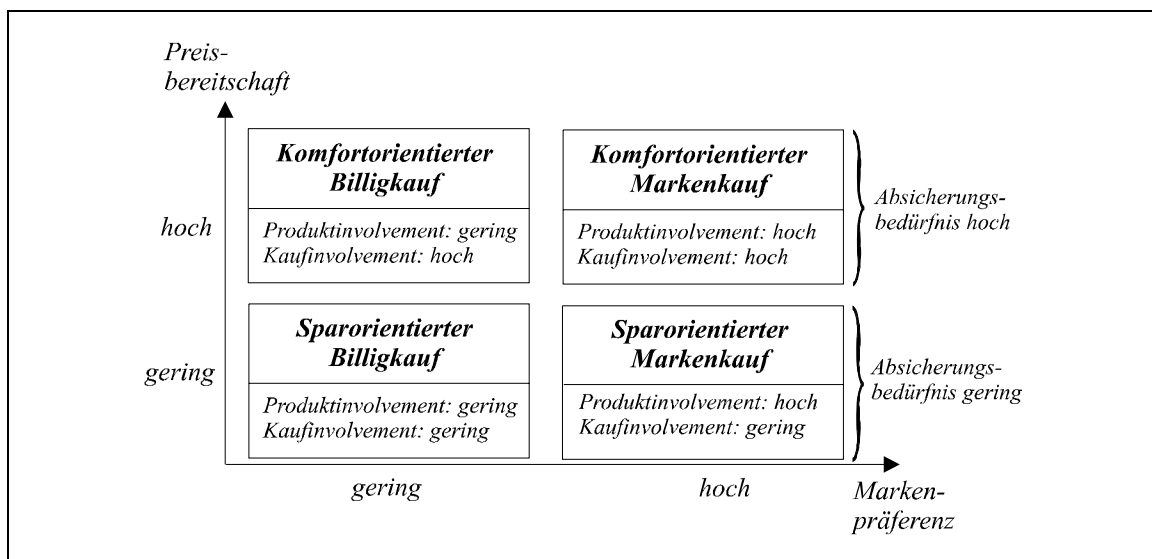 Preis-
bereitschaft
Komfortorientierter
Billigkauf
Produktinvolvement: gering
Kaufinvolvement: hoch
Komfortorientierter
Markenkauf
Produktinvolvement: hoch
Kaufinvolvement: hoch
Absicherungs-
bedürfnis hoch
hoch
Sparorientierter
Billigkauf
Produktinvolvement: gering
Kaufinvolvement: gering
Sparorientierter
Markenkauf
Produktinvolvement: hoch
Kaufinvolvement: gering
Absicherungs-
bedürfnis gering
gering
gering
hoch
Marken-
präferenz